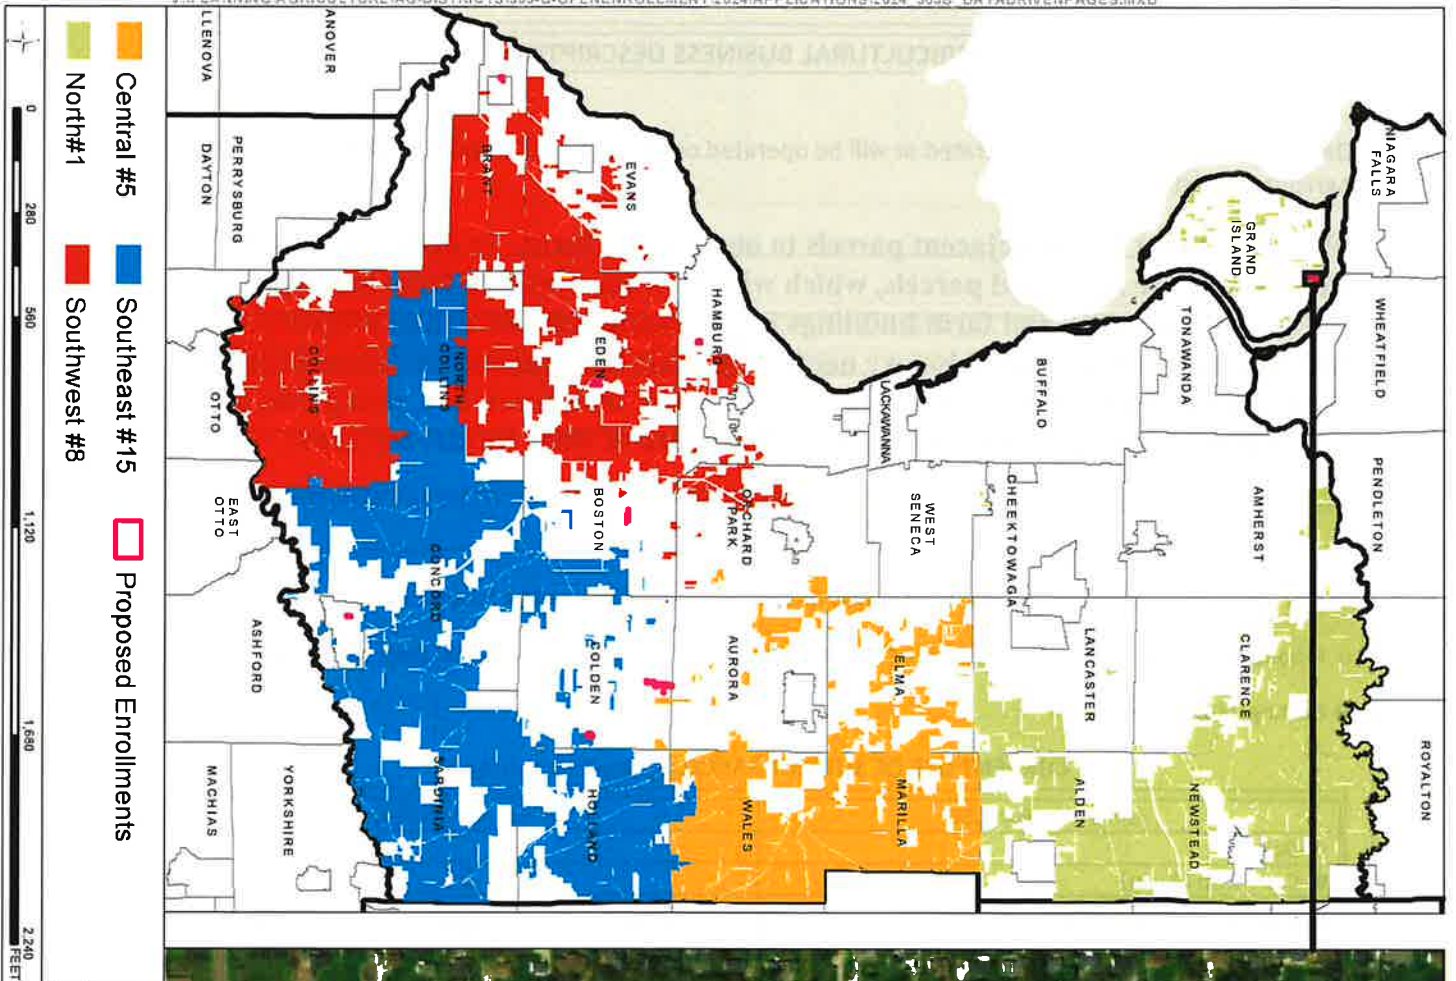 NIAGARA
FALLS
WHEATFIELD
PENDLETON
ROYALTON
GRAND
ISLAND
TONAWANDA
AMHERST
CLARENCE
NEWSTEAD
BUFFALO
CHEEKTOWAGA
LANCASTER
ALDEN
LACKAWANNA
WEST
SENECA
ELMA
MARILLA
HAMBURG
ORCHARD
PARK
AURORA
WALES
EVANS
EDEN
BOSTON
COLDEN
HOLLAND
BRANT
NORTH
COLLINS
CONCORD
SARDINIA
COLLINS
ANOVER
LLENOVA
PERRYSBURG
DAYTON
OTTO
EAST
OTTO
ASHFORD
YORKSHIRE
MACHIAS
Central #5
Southeast #15
Proposed Enrollments
North#1
Southwest #8
0 280 560 1,120 1,680 2,240
FEET